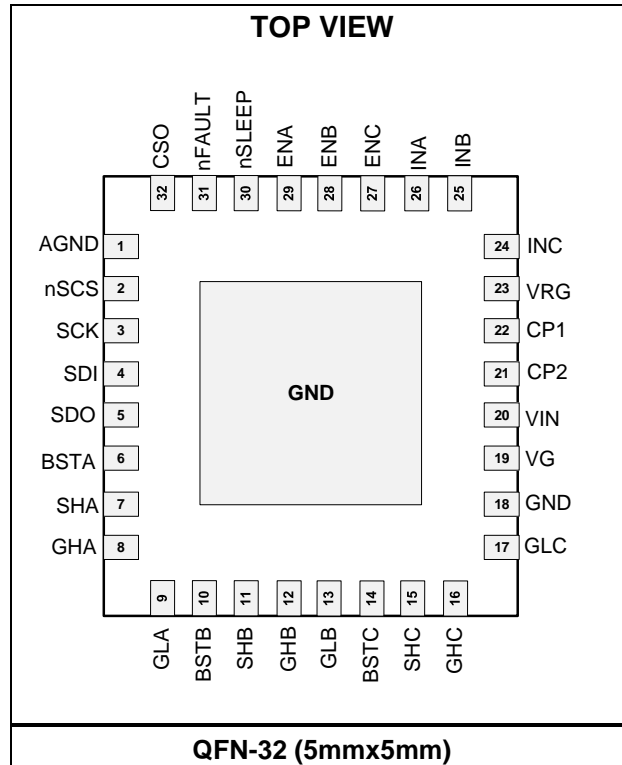 TOP VIEW
CSO nFAULT nSLEEP ENA ENB ENC INA INB
32 31 30 29 28 27 26 25
AGND 1
nSCS 2
SCK 3
SDI 4
SDO 5
BSTA 6
SHA 7
GHA 8
GND
24 INC
23 VRG
22 CP1
21 CP2
20 VIN
19 VG
18 GND
17 GLC
9 10 11 12 13 14 15 16
GLA BSTB SHB GHB GLB BSTC SHC GHC
QFN-32 (5mmx5mm)